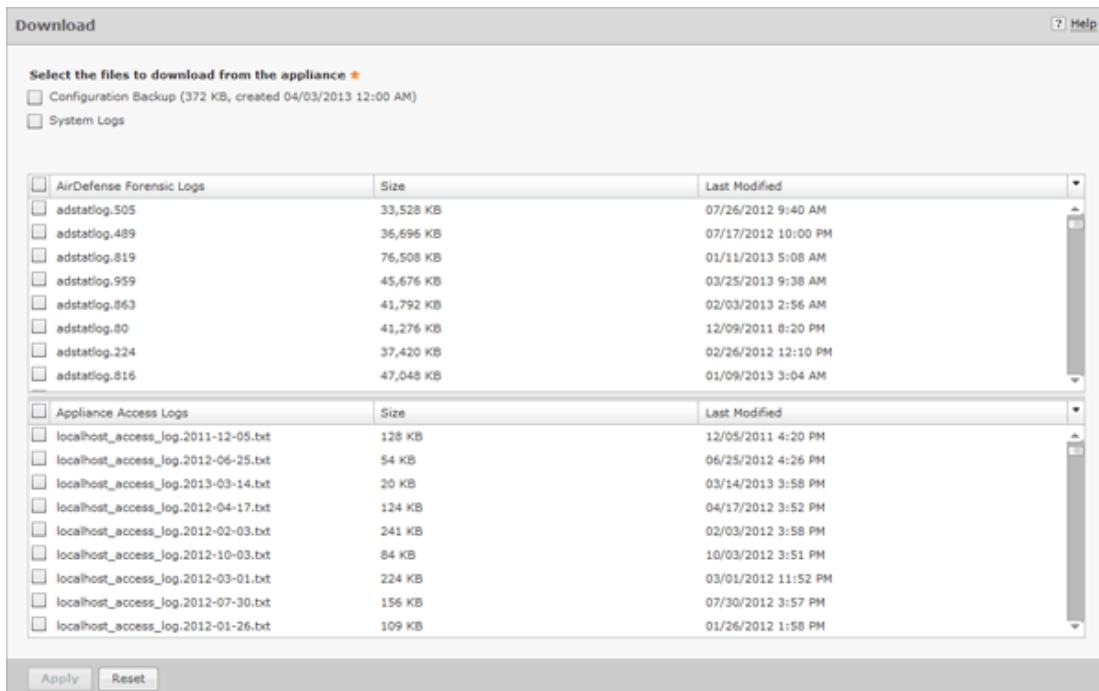 Download
? Help
Select the files to download from the appliance *
Configuration Backup (372 KB, created 04/03/2013 12:00 AM)
System Logs
AirDefense Forensic Logs Size Last Modified
adstatlog.505 33,528 KB 07/26/2012 9:40 AM
adstatlog.489 36,696 KB 07/17/2012 10:00 PM
adstatlog.819 76,508 KB 01/11/2013 5:08 AM
adstatlog.959 45,676 KB 03/25/2013 9:38 AM
adstatlog.863 41,792 KB 02/03/2013 2:56 AM
adstatlog.80 41,276 KB 12/09/2011 8:20 PM
adstatlog.224 37,420 KB 02/26/2012 12:10 PM
adstatlog.816 47,048 KB 01/09/2013 3:04 AM
Appliance Access Logs Size Last Modified
localhost_access_log.2011-12-05.txt 128 KB 12/05/2011 4:20 PM
localhost_access_log.2012-06-25.txt 54 KB 06/25/2012 4:26 PM
localhost_access_log.2013-03-14.txt 20 KB 03/14/2013 3:58 PM
localhost_access_log.2012-04-17.txt 124 KB 04/17/2012 3:52 PM
localhost_access_log.2012-02-03.txt 241 KB 02/03/2012 3:58 PM
localhost_access_log.2012-10-03.txt 84 KB 10/03/2012 3:51 PM
localhost_access_log.2012-03-01.txt 224 KB 03/01/2012 11:52 PM
localhost_access_log.2012-07-30.txt 156 KB 07/30/2012 3:57 PM
localhost_access_log.2012-01-26.txt 109 KB 01/26/2012 1:58 PM
Apply Reset